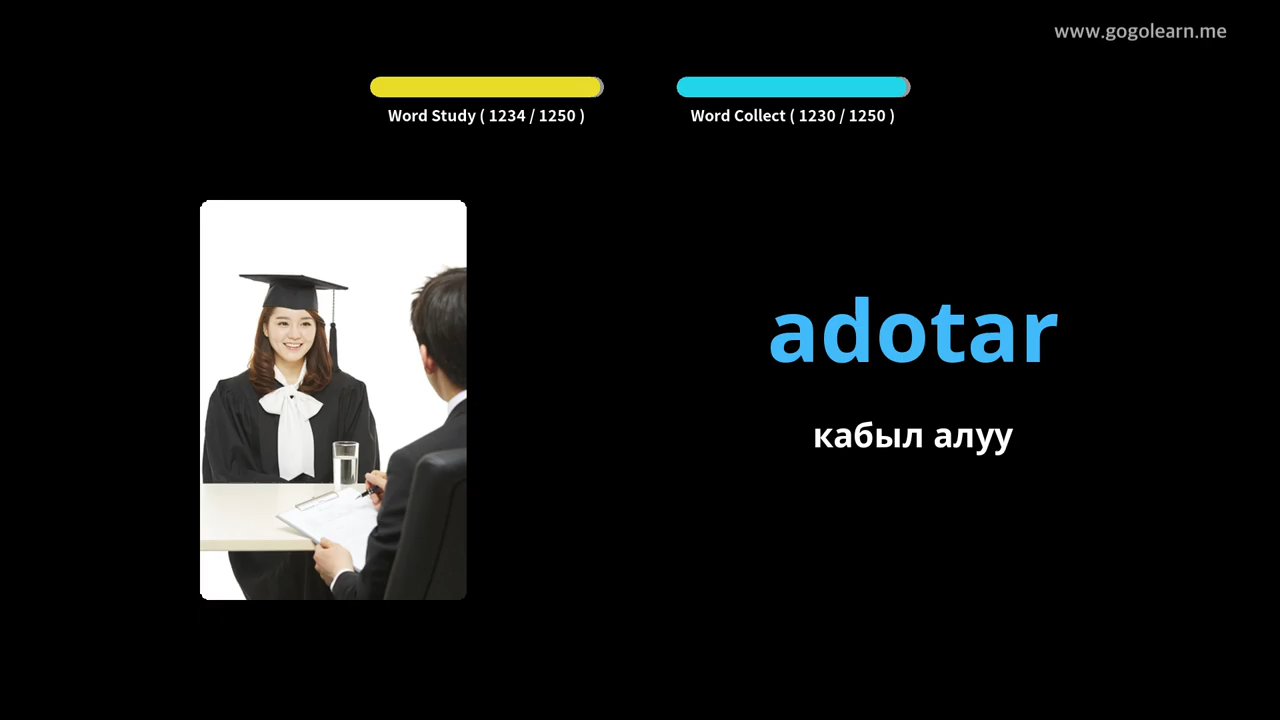 www.gogolearn.me
Word Study ( 1234 / 1250 )
Word Collect ( 1230 / 1250 )
adotar
кабыл алуу